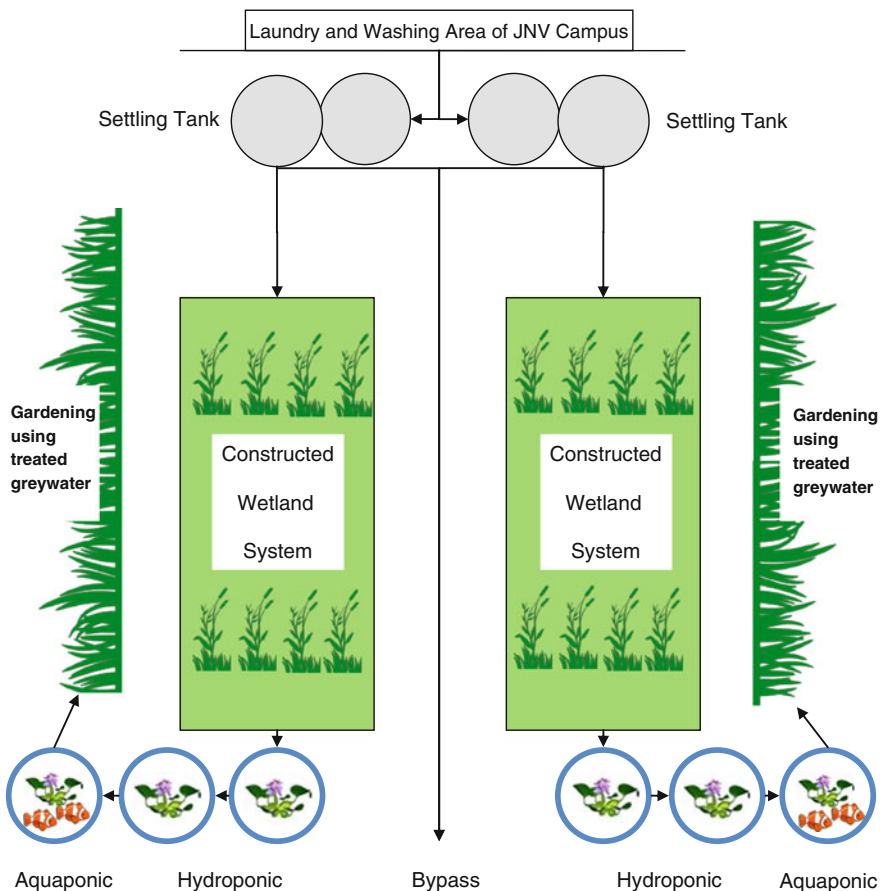 Laundry and Washing Area of JNV Campus
Settling Tank
Settling Tank
Gardening
using
treated
greywater
Constructed
Wetland
System
Constructed
Wetland
System
Gardening
using
treated
greywater
Aquaponic
Hydroponic
Bypass
Hydroponic
Aquaponic